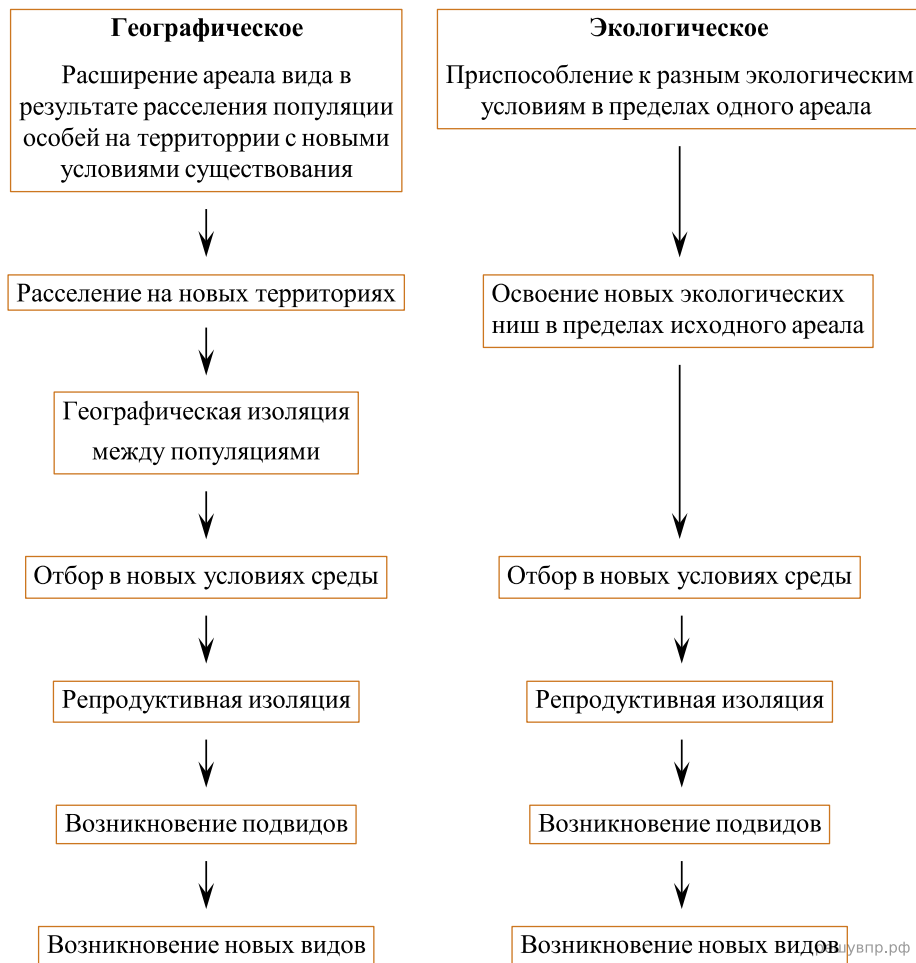 Географическое
Расширение ареала вида в
результате расселения популяции
особей на территоррии с новыми
условиями существования
Расселение на новых территориях
Географическая изоляция
между популяциями
Отбор в новых условиях среды
Репродуктивная изоляция
Возникновение подвидов
Возникновение новых видов
Экологическое
Приспособление к разным экологическим
условиям в пределах одного ареала
Освоение новых экологических
ниш в пределах исходного ареала
Отбор в новых условиях среды
Репродуктивная изоляция
Возникновение подвидов
Возникновение новых видов
решувпр.рф